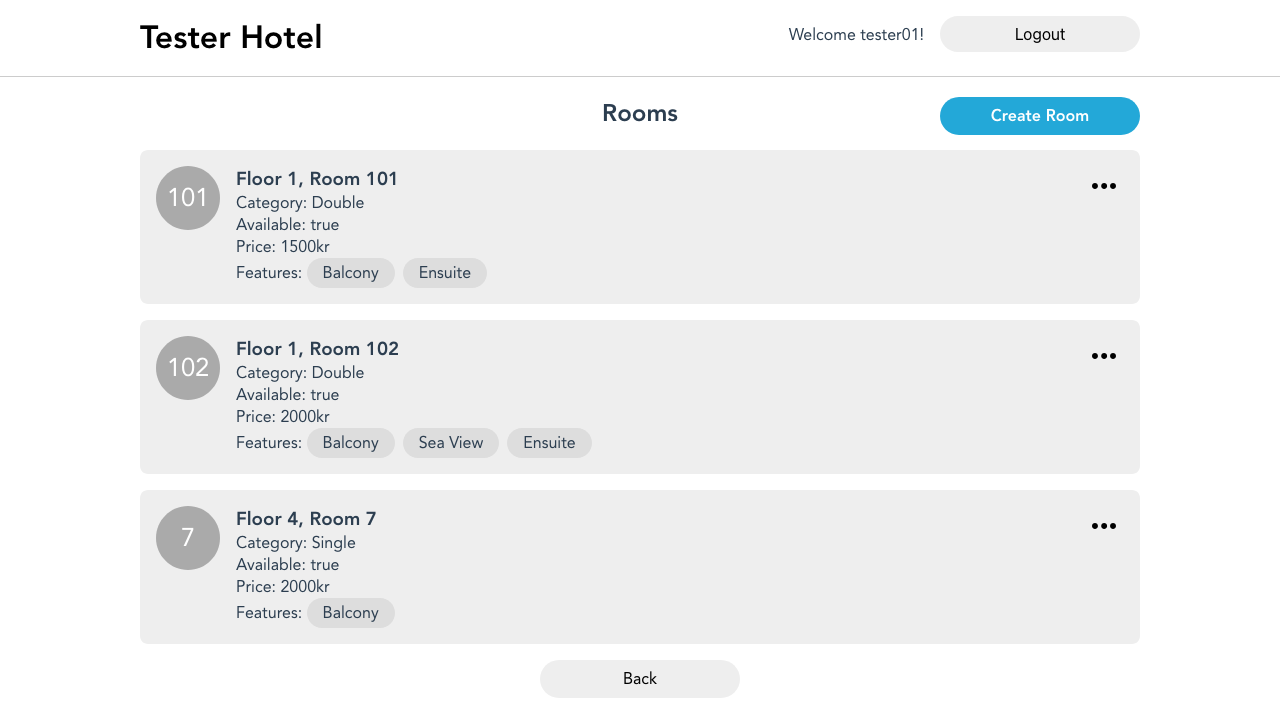 Tester Hotel
Welcome tester01!
Logout
Rooms
Create Room
101
Floor 1, Room 101
Category: Double
Available: true
Price: 1500kr
Features: Balcony Ensuite
102
Floor 1, Room 102
Category: Double
Available: true
Price: 2000kr
Features: Balcony Sea View Ensuite
7
Floor 4, Room 7
Category: Single
Available: true
Price: 2000kr
Features: Balcony
Back